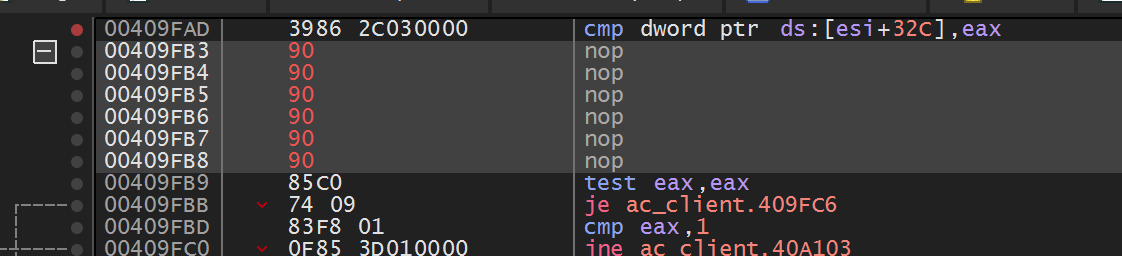 00409FAD 3986 2C030000 cmp dword ptr ds:[esi+32C],eax
00409FB3 90 nop
00409FB4 90 nop
00409FB5 90 nop
00409FB6 90 nop
00409FB7 90 nop
00409FB8 90 nop
00409FB9 85C0 test eax,eax
00409FBB 74 09 je ac_client.409FC6
00409FBD 83F8 01 cmp eax,1
00409FC0 0F85 3D010000 jne ac_client.40A103